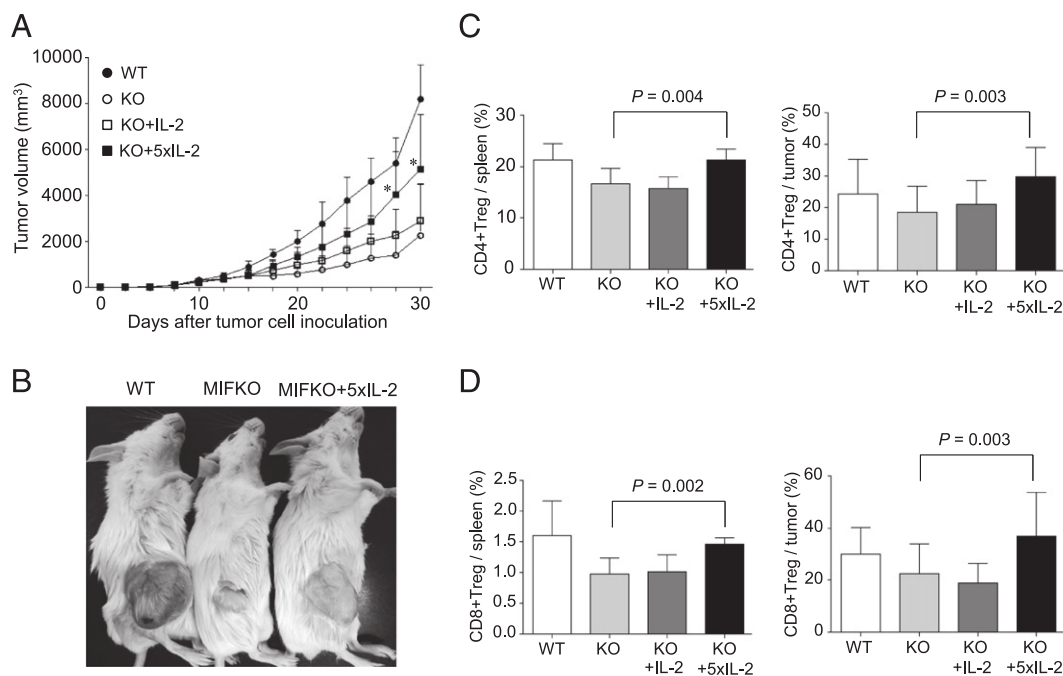 A
Tumor volume (mm³)
10000
8000
6000
4000
2000
0
WT
KO
KO+IL-2
KO+5xIL-2
*
*
0
10
20
30
Days after tumor cell inoculation
B
WT MIFKO MIFKO+5xIL-2
C
P = 0.004
CD4+Treg / spleen (%)
30
20
10
0
WT
KO
KO
+IL-2
KO
+5xIL-2
P = 0.003
CD4+Treg / tumor (%)
50
40
30
20
10
0
WT
KO
KO
+IL-2
KO
+5xIL-2
D
P = 0.002
CD8+Treg / spleen (%)
2.5
2.0
1.5
1.0
0.5
0.0
WT
KO
KO
+IL-2
KO
+5xIL-2
P = 0.003
CD8+Treg / tumor (%)
60
40
20
0
WT
KO
KO
+IL-2
KO
+5xIL-2